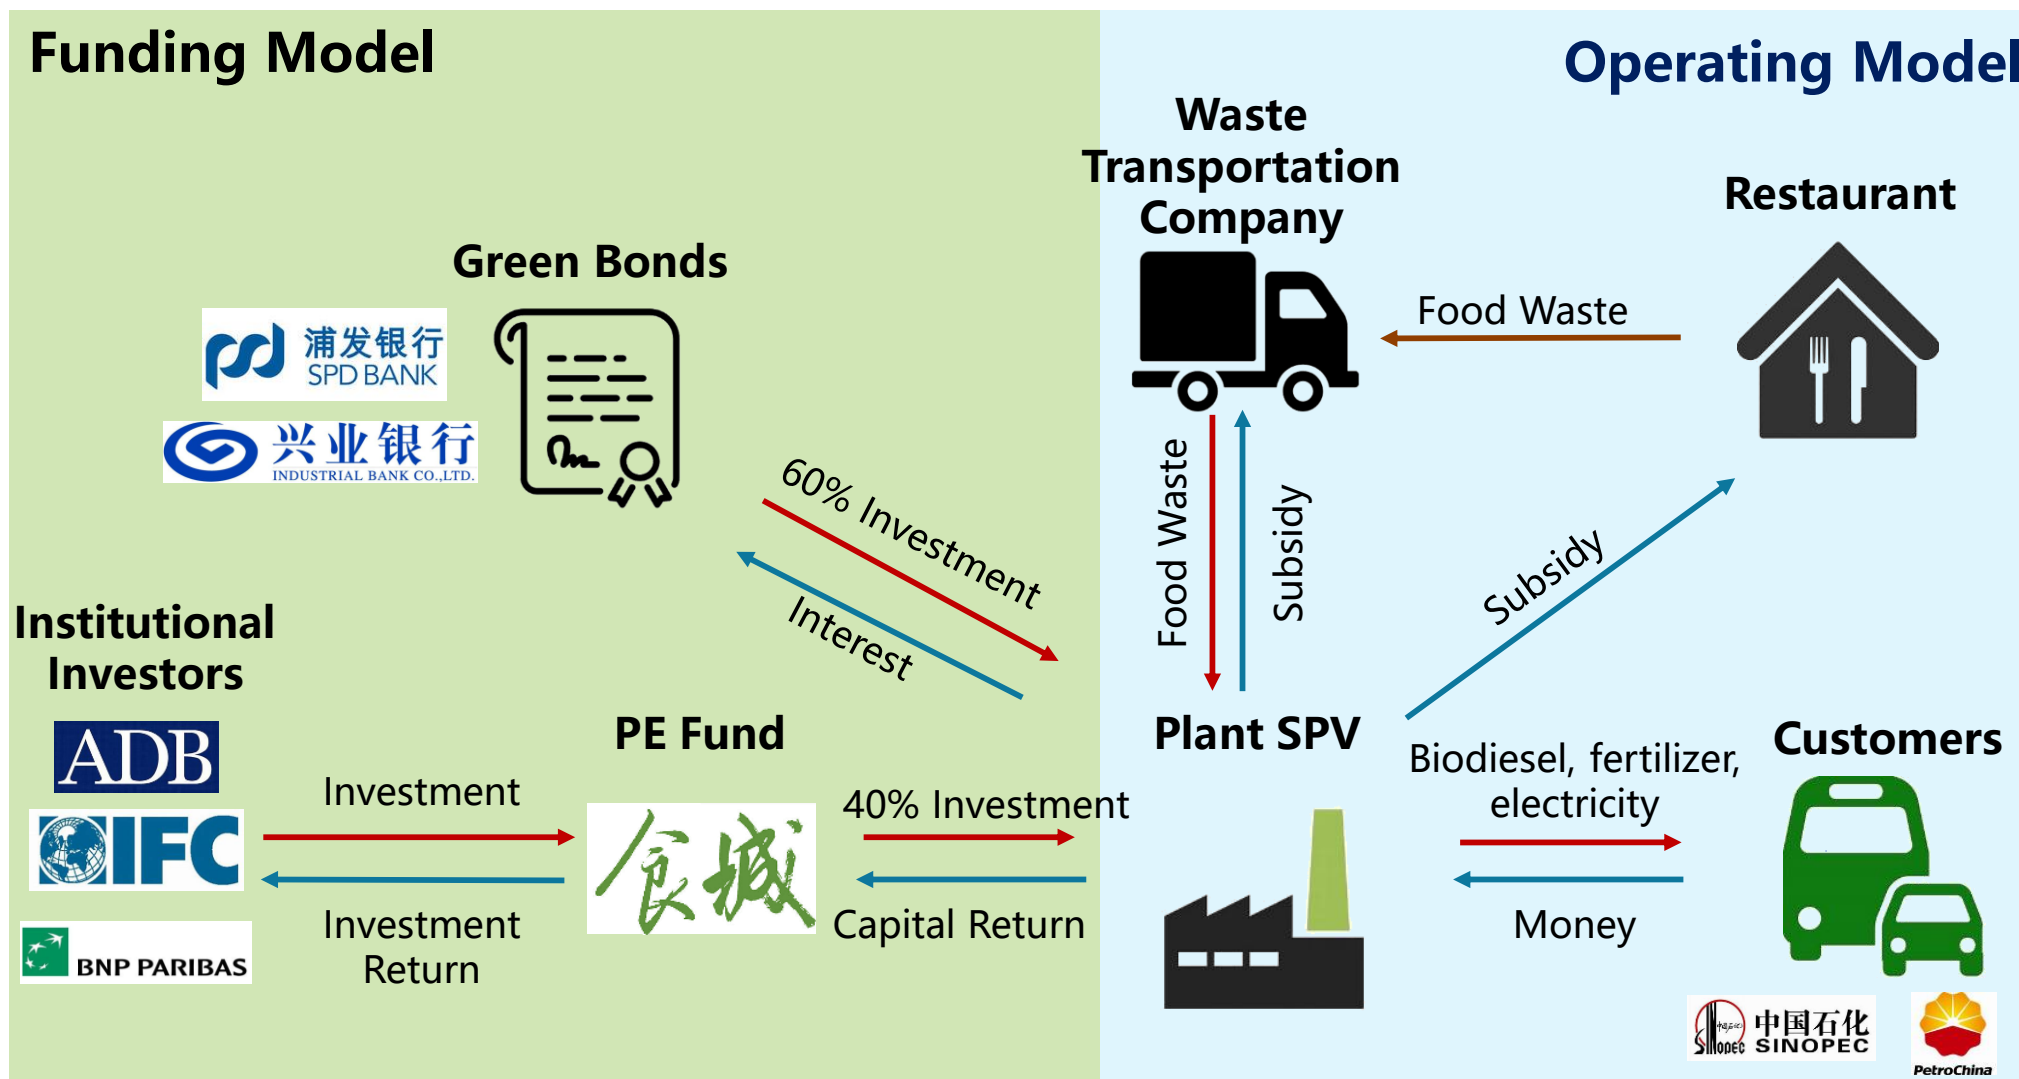 Funding Model
Operating Model
Waste
Transportation
Company
Restaurant
Green Bonds
浦发银行
SPD BANK
兴业银行
INDUSTRIAL BANK CO.,LTD.
Food Waste
60% Investment
Interest
Food Waste
Subsidy
Subsidy
Institutional
Investors
ADB
IFC
BNP PARIBAS
Investment
Investment
Return
PE Fund
食城
40% Investment
Capital Return
Plant SPV
Biodiesel, fertilizer,
electricity
Money
Customers
SINOPEC
中国石化
SINOPEC
PetroChina